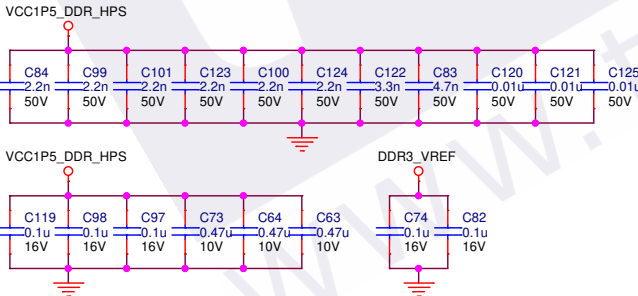 VCC1P5_DDR_HPS
C84 C99 C101 C123 C100 C124 C122 C83 C120 C121 C125
2.2n 2.2n 2.2n 2.2n 2.2n 2.2n 3.3n 4.7n 0.01u 0.01u 0.01u
50V 50V 50V 50V 50V 50V 50V 50V 50V 50V 50V
VCC1P5_DDR_HPS DDR3_VREF
C119 C98 C97 C73 C64 C63 C74 C82
0.1u 0.1u 0.1u 0.47u 0.47u 0.47u 0.1u 0.1u
16V 16V 16V 10V 10V 10V 16V 16V